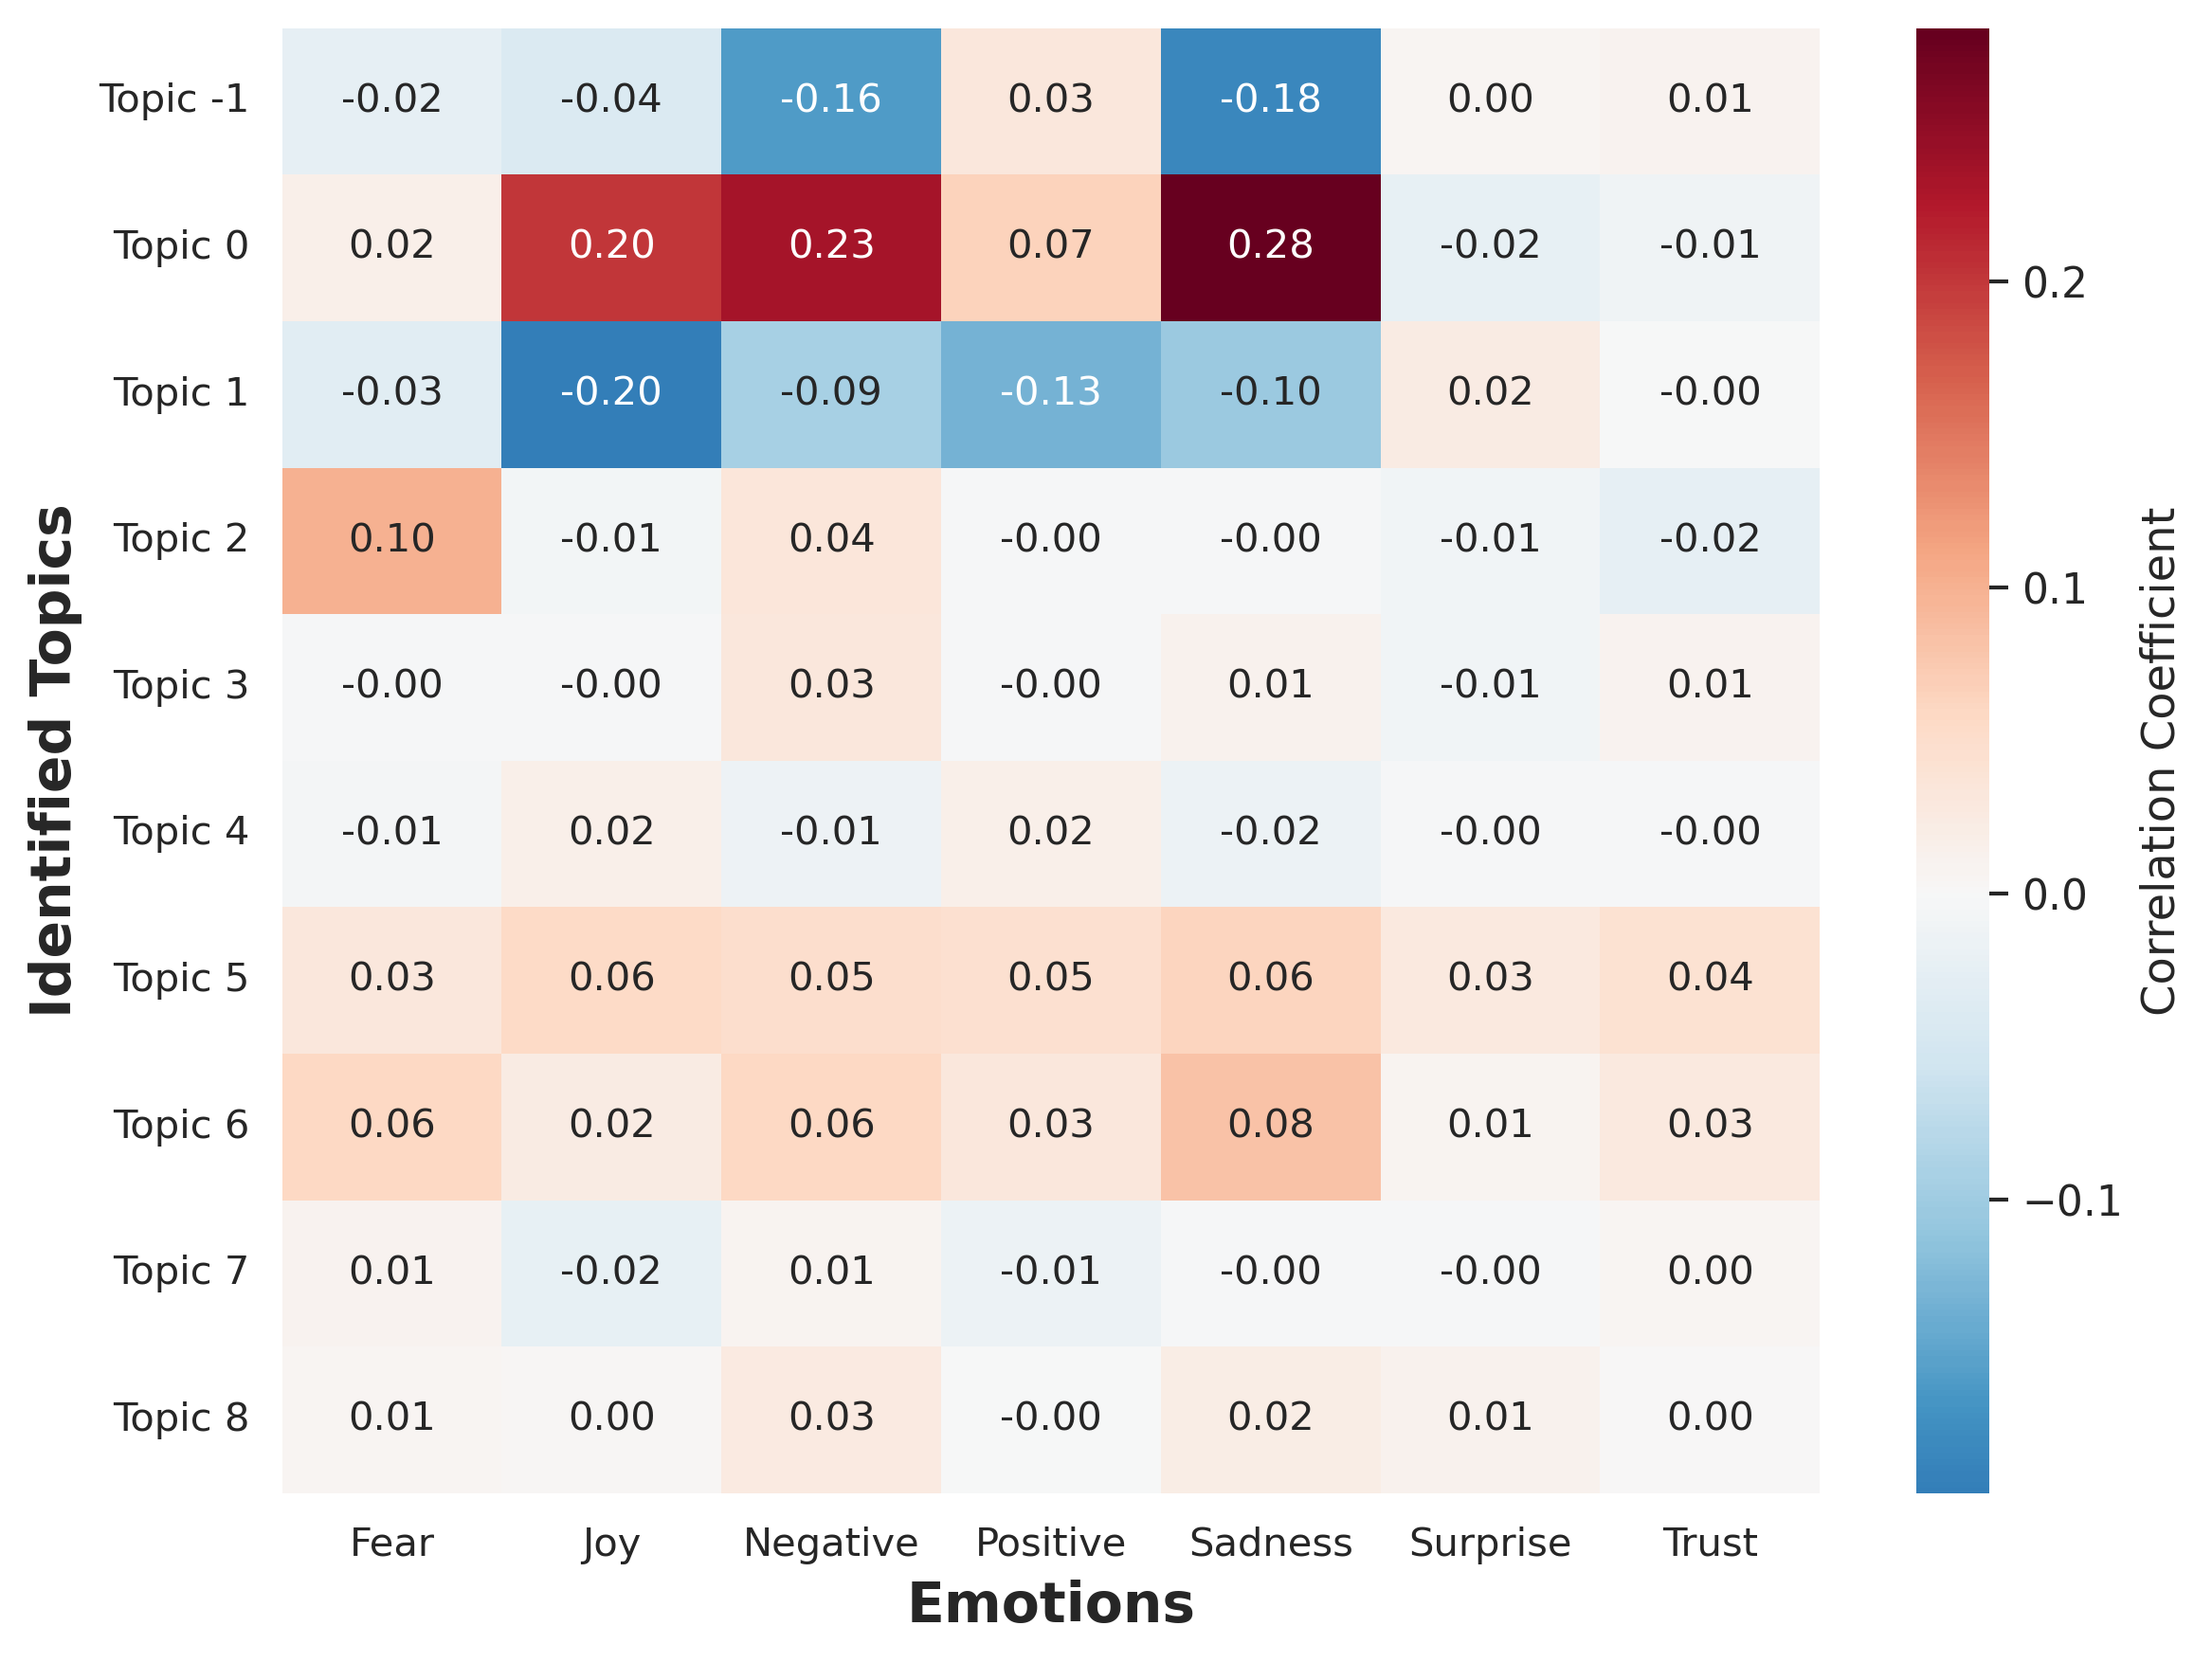 Topic -1 -0.02 -0.04 -0.16 0.03 -0.18 0.00 0.01
Topic 0 0.02 0.20 0.23 0.07 0.28 -0.02 -0.01
Topic 1 -0.03 -0.20 -0.09 -0.13 -0.10 0.02 -0.00
Topic 2 0.10 -0.01 0.04 -0.00 -0.00 -0.01 -0.02
Topic 3 -0.00 -0.00 0.03 -0.00 0.01 -0.01 0.01
Topic 4 -0.01 0.02 -0.01 0.02 -0.02 -0.00 -0.00
Topic 5 0.03 0.06 0.05 0.05 0.06 0.03 0.04
Topic 6 0.06 0.02 0.06 0.03 0.08 0.01 0.03
Topic 7 0.01 -0.02 0.01 -0.01 -0.00 -0.00 0.00
Topic 8 0.01 0.00 0.03 -0.00 0.02 0.01 0.00
Fear Joy Negative Positive Sadness Surprise Trust
Emotions
Identified Topics
0.2
0.1
0.0
−0.1
Correlation Coefficient